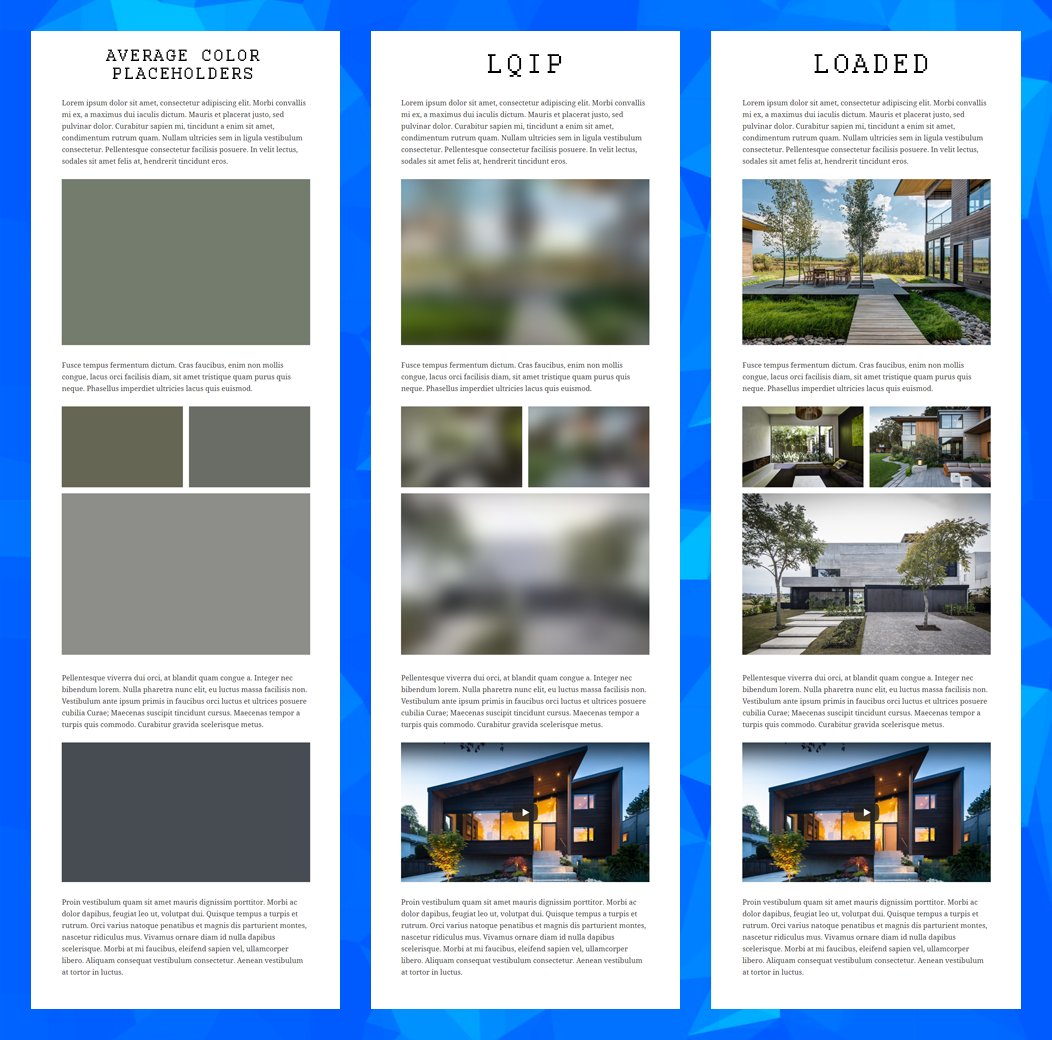 AVERAGE COLOR
PLACEHOLDERS
Lorem ipsum dolor sit amet, consectetur adipiscing elit. Morbi convallis
mi ex, a maximus dui iaculis dictum. Mauris et placerat justo, sed
pulvinar dolor. Curabitur sapien mi, tincidunt a enim sit amet,
condimentum rutrum quam. Nullam ultricies sem in ligula vestibulum
consectetur. Pellentesque consectetur facilisis posuere. In velit lectus,
sodales sit amet felis at, hendrerit tincidunt eros.
Fusce tempus fermentum dictum. Cras faucibus, enim non mollis
congue, lacus orci facilisis diam, sit amet tristique quam purus quis
neque. Phasellus imperdiet ultricies lacus quis euismod.
Pellentesque viverra dui orci, at blandit quam congue a. Integer nec
bibendum lorem. Nulla pharetra nunc elit, eu luctus massa facilisis non.
Vestibulum ante ipsum primis in faucibus orci luctus et ultrices posuere
cubilia Curae; Maecenas suscipit tincidunt cursus. Maecenas tempor a
turpis quis commodo. Curabitur gravida scelerisque metus.
Proin vestibulum quam sit amet mauris dignissim porttitor. Morbi ac
dolor dapibus, feugiat leo ut, volutpat dui. Quisque tempus a turpis et
rutrum. Orci varius natoque penatibus et magnis dis parturient montes,
nascetur ridiculus mus. Vivamus ornare diam id nulla dapibus
scelerisque. Morbi at mi faucibus, eleifend sapien vel, ullamcorper
libero. Aliquam consequat vestibulum consectetur. Aenean vestibulum
at tortor in luctus.
LQIP
Lorem ipsum dolor sit amet, consectetur adipiscing elit. Morbi convallis
mi ex, a maximus dui iaculis dictum. Mauris et placerat justo, sed
pulvinar dolor. Curabitur sapien mi, tincidunt a enim sit amet,
condimentum rutrum quam. Nullam ultricies sem in ligula vestibulum
consectetur. Pellentesque consectetur facilisis posuere. In velit lectus,
sodales sit amet felis at, hendrerit tincidunt eros.
Fusce tempus fermentum dictum. Cras faucibus, enim non mollis
congue, lacus orci facilisis diam, sit amet tristique quam purus quis
neque. Phasellus imperdiet ultricies lacus quis euismod.
Pellentesque viverra dui orci, at blandit quam congue a. Integer nec
bibendum lorem. Nulla pharetra nunc elit, eu luctus massa facilisis non.
Vestibulum ante ipsum primis in faucibus orci luctus et ultrices posuere
cubilia Curae; Maecenas suscipit tincidunt cursus. Maecenas tempor a
turpis quis commodo. Curabitur gravida scelerisque metus.
Proin vestibulum quam sit amet mauris dignissim porttitor. Morbi ac
dolor dapibus, feugiat leo ut, volutpat dui. Quisque tempus a turpis et
rutrum. Orci varius natoque penatibus et magnis dis parturient montes,
nascetur ridiculus mus. Vivamus ornare diam id nulla dapibus
scelerisque. Morbi at mi faucibus, eleifend sapien vel, ullamcorper
libero. Aliquam consequat vestibulum consectetur. Aenean vestibulum
at tortor in luctus.
LOADED
Lorem ipsum dolor sit amet, consectetur adipiscing elit. Morbi convallis
mi ex, a maximus dui iaculis dictum. Mauris et placerat justo, sed
pulvinar dolor. Curabitur sapien mi, tincidunt a enim sit amet,
condimentum rutrum quam. Nullam ultricies sem in ligula vestibulum
consectetur. Pellentesque consectetur facilisis posuere. In velit lectus,
sodales sit amet felis at, hendrerit tincidunt eros.
Fusce tempus fermentum dictum. Cras faucibus, enim non mollis
congue, lacus orci facilisis diam, sit amet tristique quam purus quis
neque. Phasellus imperdiet ultricies lacus quis euismod.
Pellentesque viverra dui orci, at blandit quam congue a. Integer nec
bibendum lorem. Nulla pharetra nunc elit, eu luctus massa facilisis non.
Vestibulum ante ipsum primis in faucibus orci luctus et ultrices posuere
cubilia Curae; Maecenas suscipit tincidunt cursus. Maecenas tempor a
turpis quis commodo. Curabitur gravida scelerisque metus.
Proin vestibulum quam sit amet mauris dignissim porttitor. Morbi ac
dolor dapibus, feugiat leo ut, volutpat dui. Quisque tempus a turpis et
rutrum. Orci varius natoque penatibus et magnis dis parturient montes,
nascetur ridiculus mus. Vivamus ornare diam id nulla dapibus
scelerisque. Morbi at mi faucibus, eleifend sapien vel, ullamcorper
libero. Aliquam consequat vestibulum consectetur. Aenean vestibulum
at tortor in luctus.